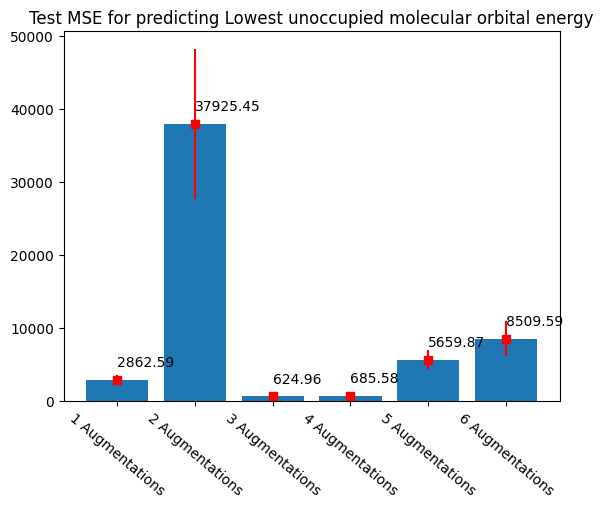 Test MSE for predicting Lowest unoccupied molecular orbital energy
50000
40000
30000
20000
10000
0
2862.59
37925.45
624.96
685.58
5659.87
8509.59
1 Augmentations
2 Augmentations
3 Augmentations
4 Augmentations
5 Augmentations
6 Augmentations